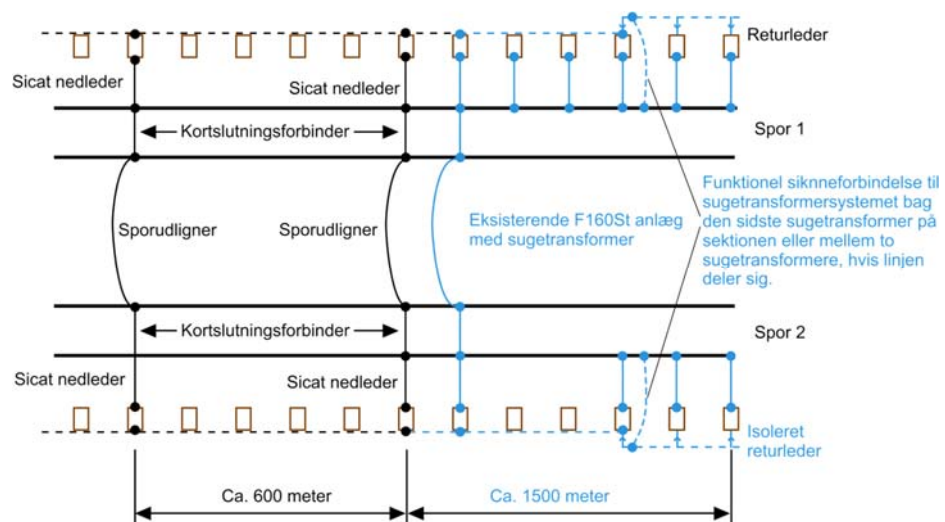 Returleder
Sicat nedleder
Sicat nedleder
Kortslutningsforbinder
Spor 1
Sporudligner
Sporudligner
Eksisterende F160St anlæg
med sugetransformer
Funktionel siknneforbindelse til
sugetransformersystemet bag
den sidste sugetransformer på
sektionen eller mellem to
sugetransformere, hvis linjen
deler sig.
Kortslutningsforbinder
Spor 2
Sicat nedleder
Sicat nedleder
Isoleret
returleder
Ca. 600 meter
Ca. 1500 meter